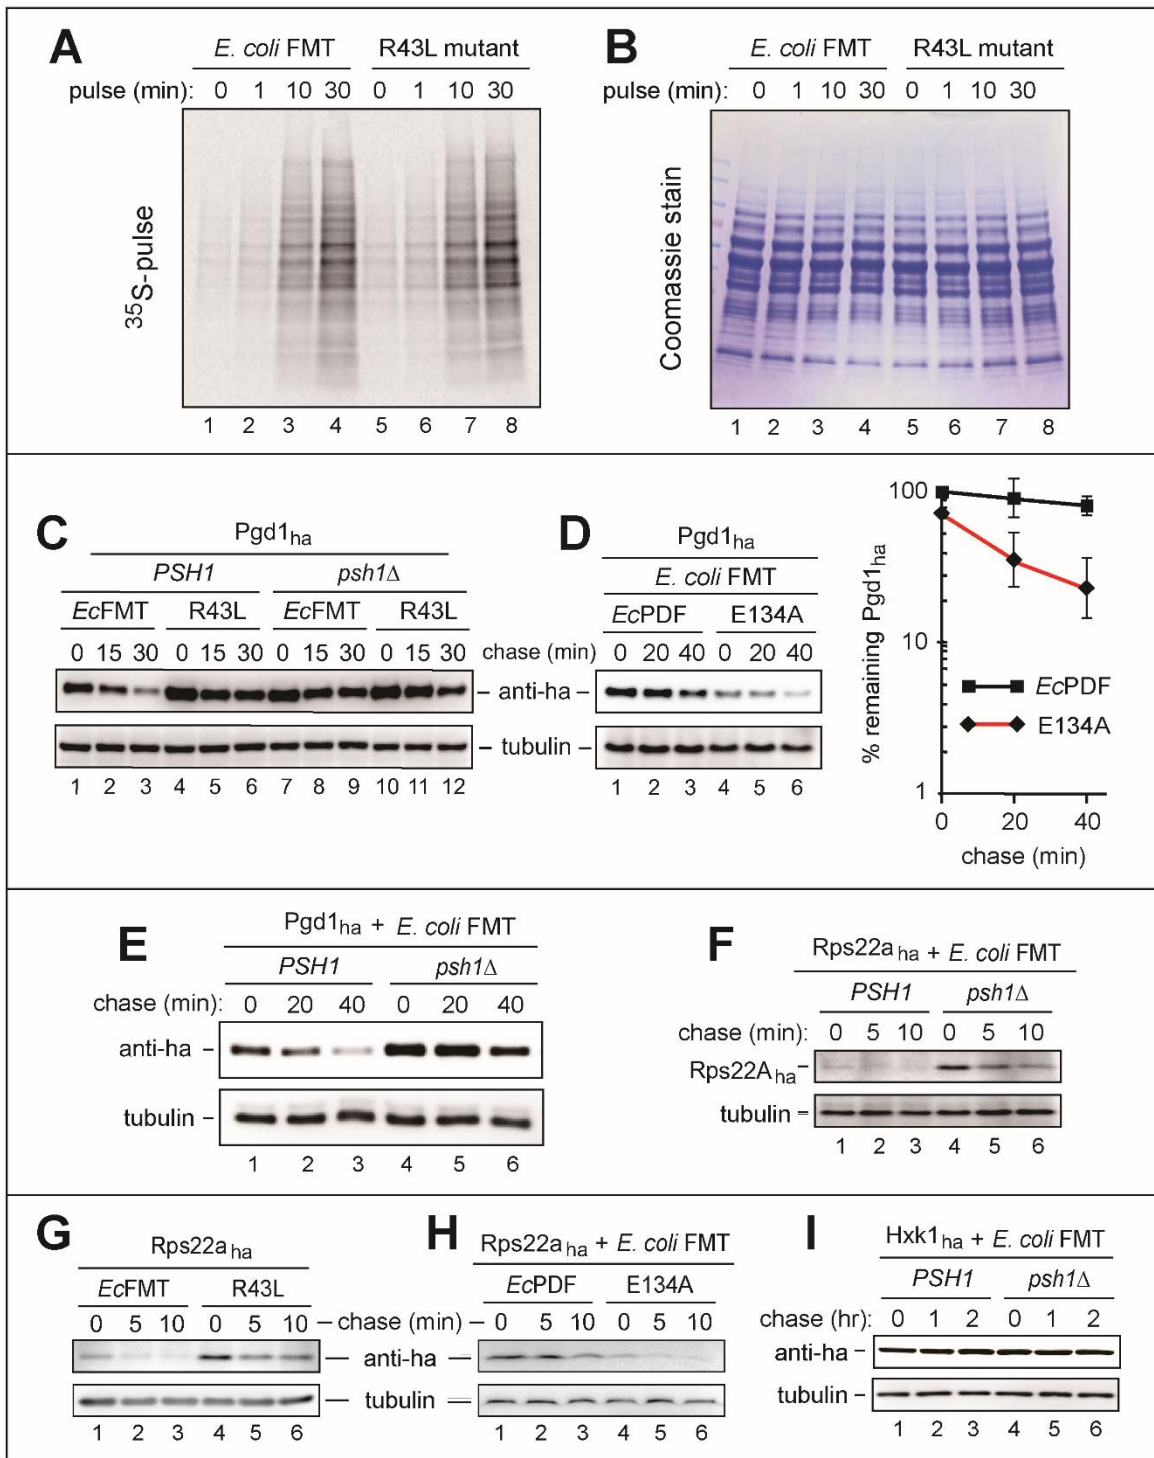 A
E. coli FMT R43L mutant
pulse (min): 0 1 10 30 0 1 10 30
35S-pulse
1 2 3 4 5 6 7 8
B
E. coli FMT R43L mutant
pulse (min): 0 1 10 30 0 1 10 30
Coomassie stain
1 2 3 4 5 6 7 8
C
Pgd1ha
PSH1 psh1Δ
EcFMT R43L EcFMT R43L
0 15 30 0 15 30 0 15 30 0 15 30 chase (min)
– anti-ha –
– tubulin –
1 2 3 4 5 6 7 8 9 10 11 12
D
Pgd1ha
E. coli FMT
EcPDF E134A
0 20 40 0 20 40
1 2 3 4 5 6
% remaining Pgd1ha
100
10
1
EcPDF
E134A
0 20 40
chase (min)
E
Pgd1ha + E. coli FMT
PSH1 psh1Δ
chase (min): 0 20 40 0 20 40
anti-ha –
tubulin –
1 2 3 4 5 6
F
Rps22aha + E. coli FMT
PSH1 psh1Δ
chase (min): 0 5 10 0 5 10
Rps22Aha –
tubulin –
1 2 3 4 5 6
G
Rps22aha
EcFMT R43L
0 5 10 0 5 10 – chase (min) –
— anti-ha —
— tubulin —
1 2 3 4 5 6
H
Rps22aha + E. coli FMT
EcPDF E134A
0 5 10 0 5 10
1 2 3 4 5 6
I
Hxk1ha + E. coli FMT
PSH1 psh1Δ
chase (hr): 0 1 2 0 1 2
anti-ha –
tubulin –
1 2 3 4 5 6